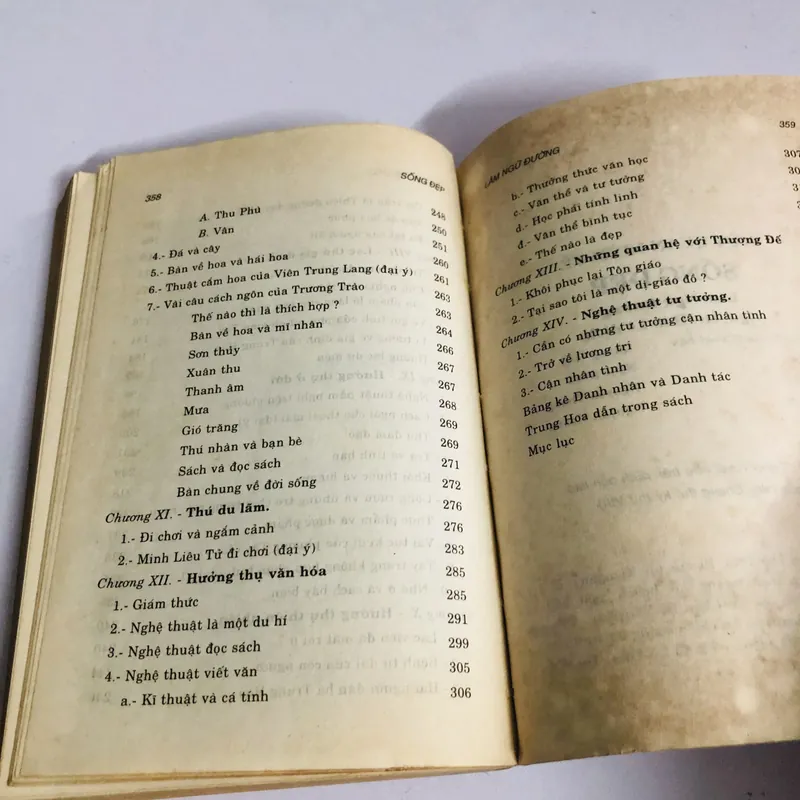 358
SỐNG ĐẸP
A. Thu Phú 248
B. Vân 250
4.- Đá và cây 251
5.- Bàn về hoa và hái hoa 260
6.- Thuật cắm hoa của Viên Trung Lang (đại ý) 261
7.- Vài câu cách ngôn của Trương Trào 263
Thế nào thì là thích hợp ? 263
Bàn về hoa và mĩ nhân 264
Sơn thủy 266
Xuân thu 267
Thanh âm 267
Mưa 268
Gió trăng 269
Thú nhàn và bạn bè 269
Sách và đọc sách 271
Bàn chung về đời sống 272
Chương XI. - Thú du lãm. 276
1.- Đi chơi và ngắm cảnh 276
2.- Minh Liêu Tử đi chơi (đại ý) 283
Chương XII. - Hưởng thụ văn hóa 285
1.- Giám thức 285
2.- Nghệ thuật là một du hí 291
3.- Nghệ thuật đọc sách 299
4.- Nghệ thuật viết văn 305
a.- Kĩ thuật và cá tính 306
LÂM NGỮ ĐƯỜNG
359
b.- Thưởng thức văn học 307
c.- Văn thể và tư tưởng
d.- Học phái tính linh
đ.- Văn thể bình tục
e.- Thế nào là đẹp
Chương XIII. - Những quan hệ với Thượng Đế
1.- Khôi phục lại Tôn giáo
2.- Tại sao tôi là một dị-giáo đồ ?
Chương XIV. - Nghệ thuật tư tưởng.
1.- Cần có những tư tưởng cận nhân tình
2.- Trở về lương tri
3.- Cận nhân tình
Bảng kê Danh nhân và Danh tác
Trung Hoa dẫn trong sách
Mục lục